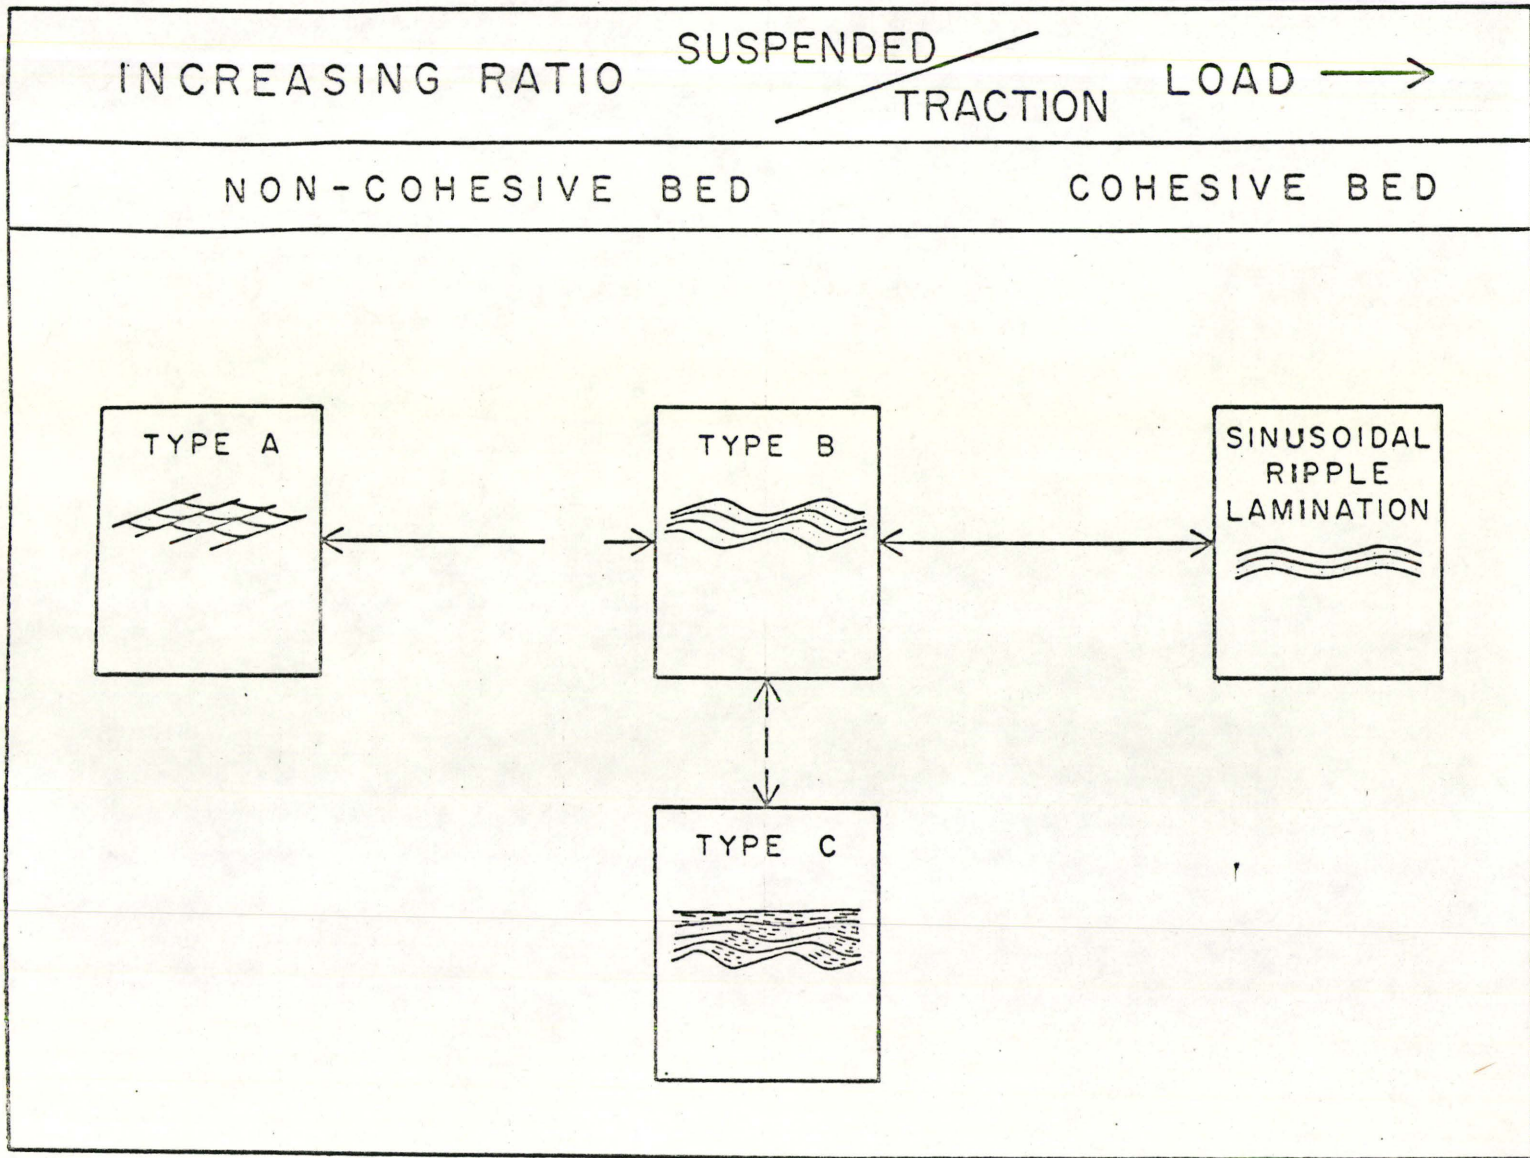 INCREASING RATIO SUSPENDED / TRACTION LOAD
NON-COHESIVE BED COHESIVE BED
TYPE A
TYPE B
SINUSOIDAL
RIPPLE
LAMINATION
TYPE C